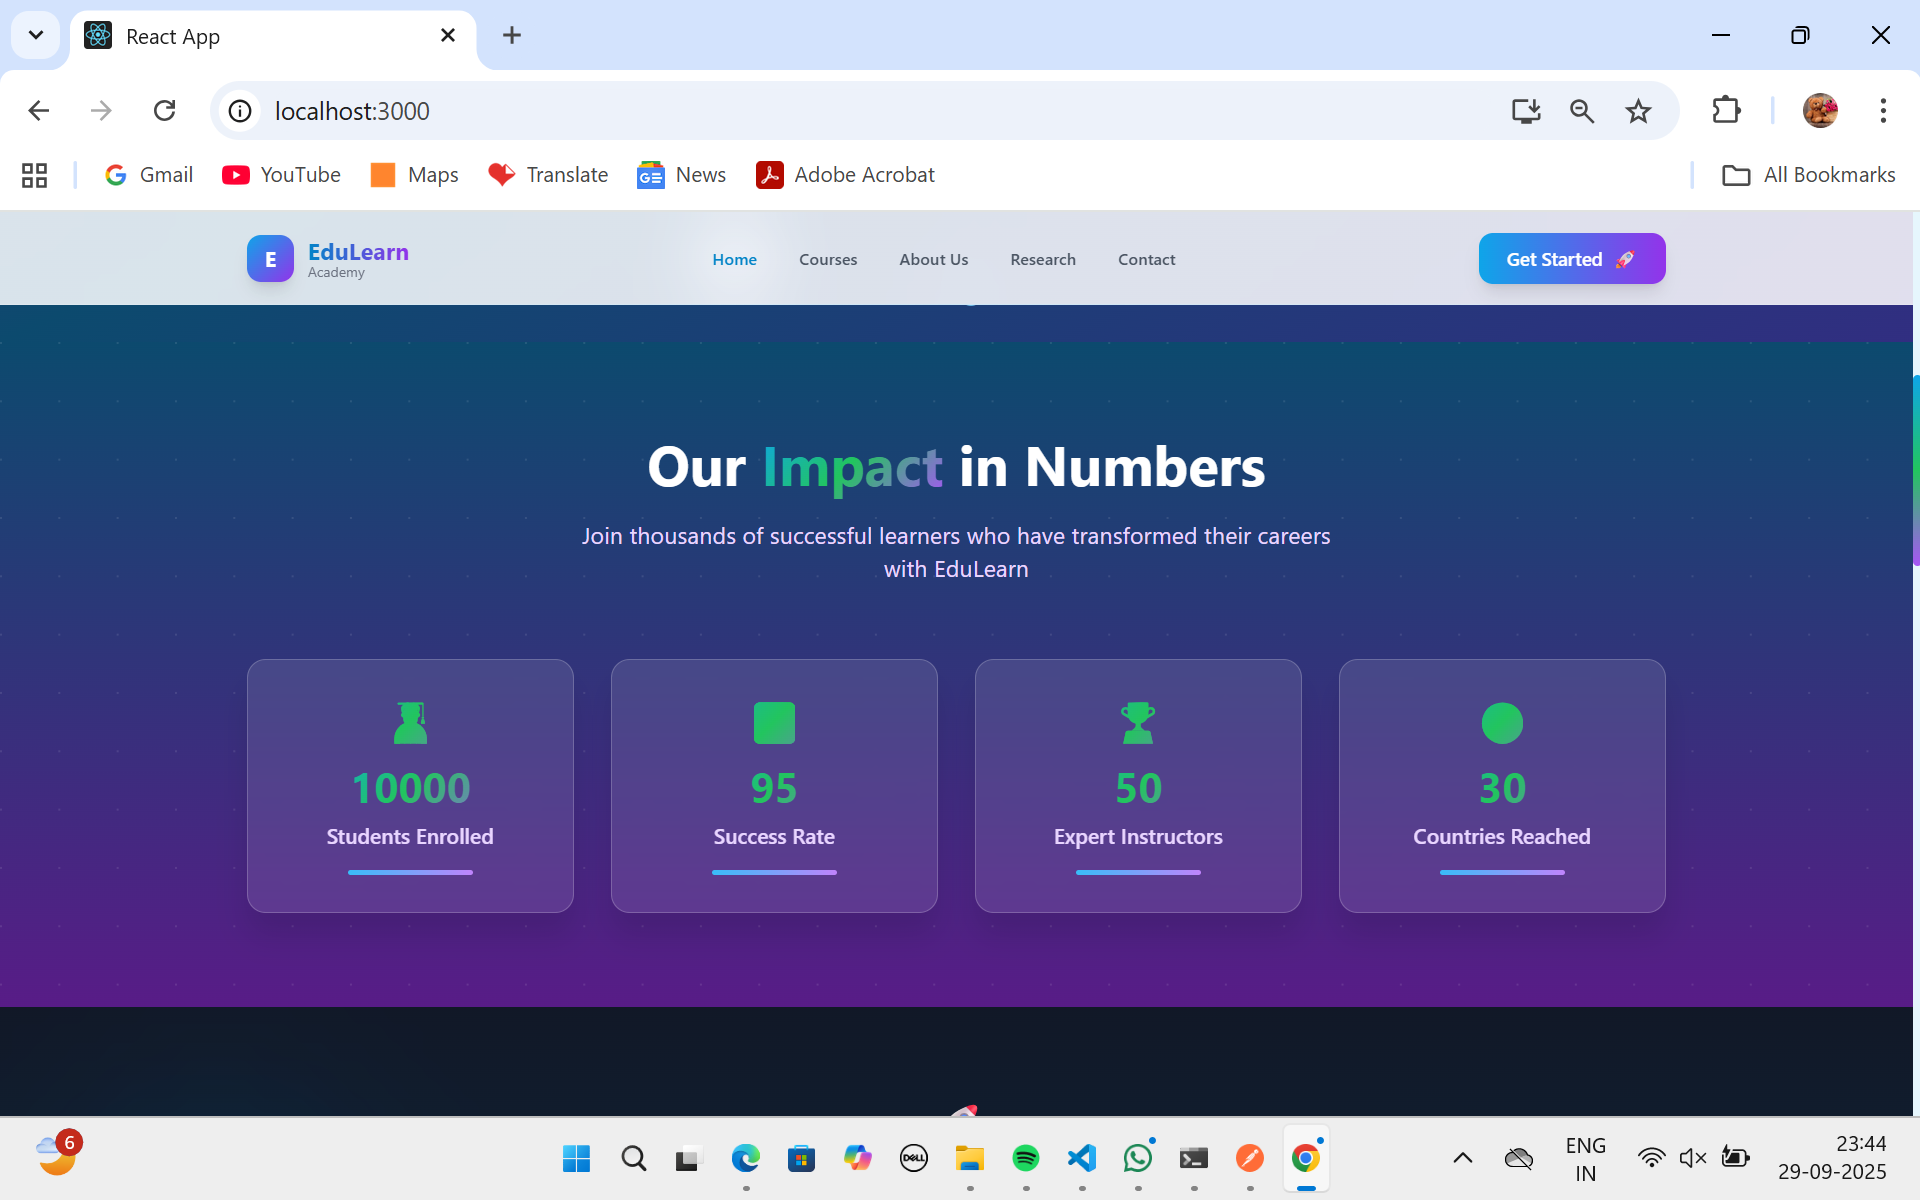 React App
localhost:3000
Gmail
YouTube
Maps
Translate
News
Adobe Acrobat
All Bookmarks
E
EduLearn
Academy
Home
Courses
About Us
Research
Contact
Get Started 🚀
Our Impact in Numbers
Join thousands of successful learners who have transformed their careers
with EduLearn
10000
Students Enrolled
95
Success Rate
50
Expert Instructors
30
Countries Reached
6
DELL
ENG
IN
23:44
29-09-2025